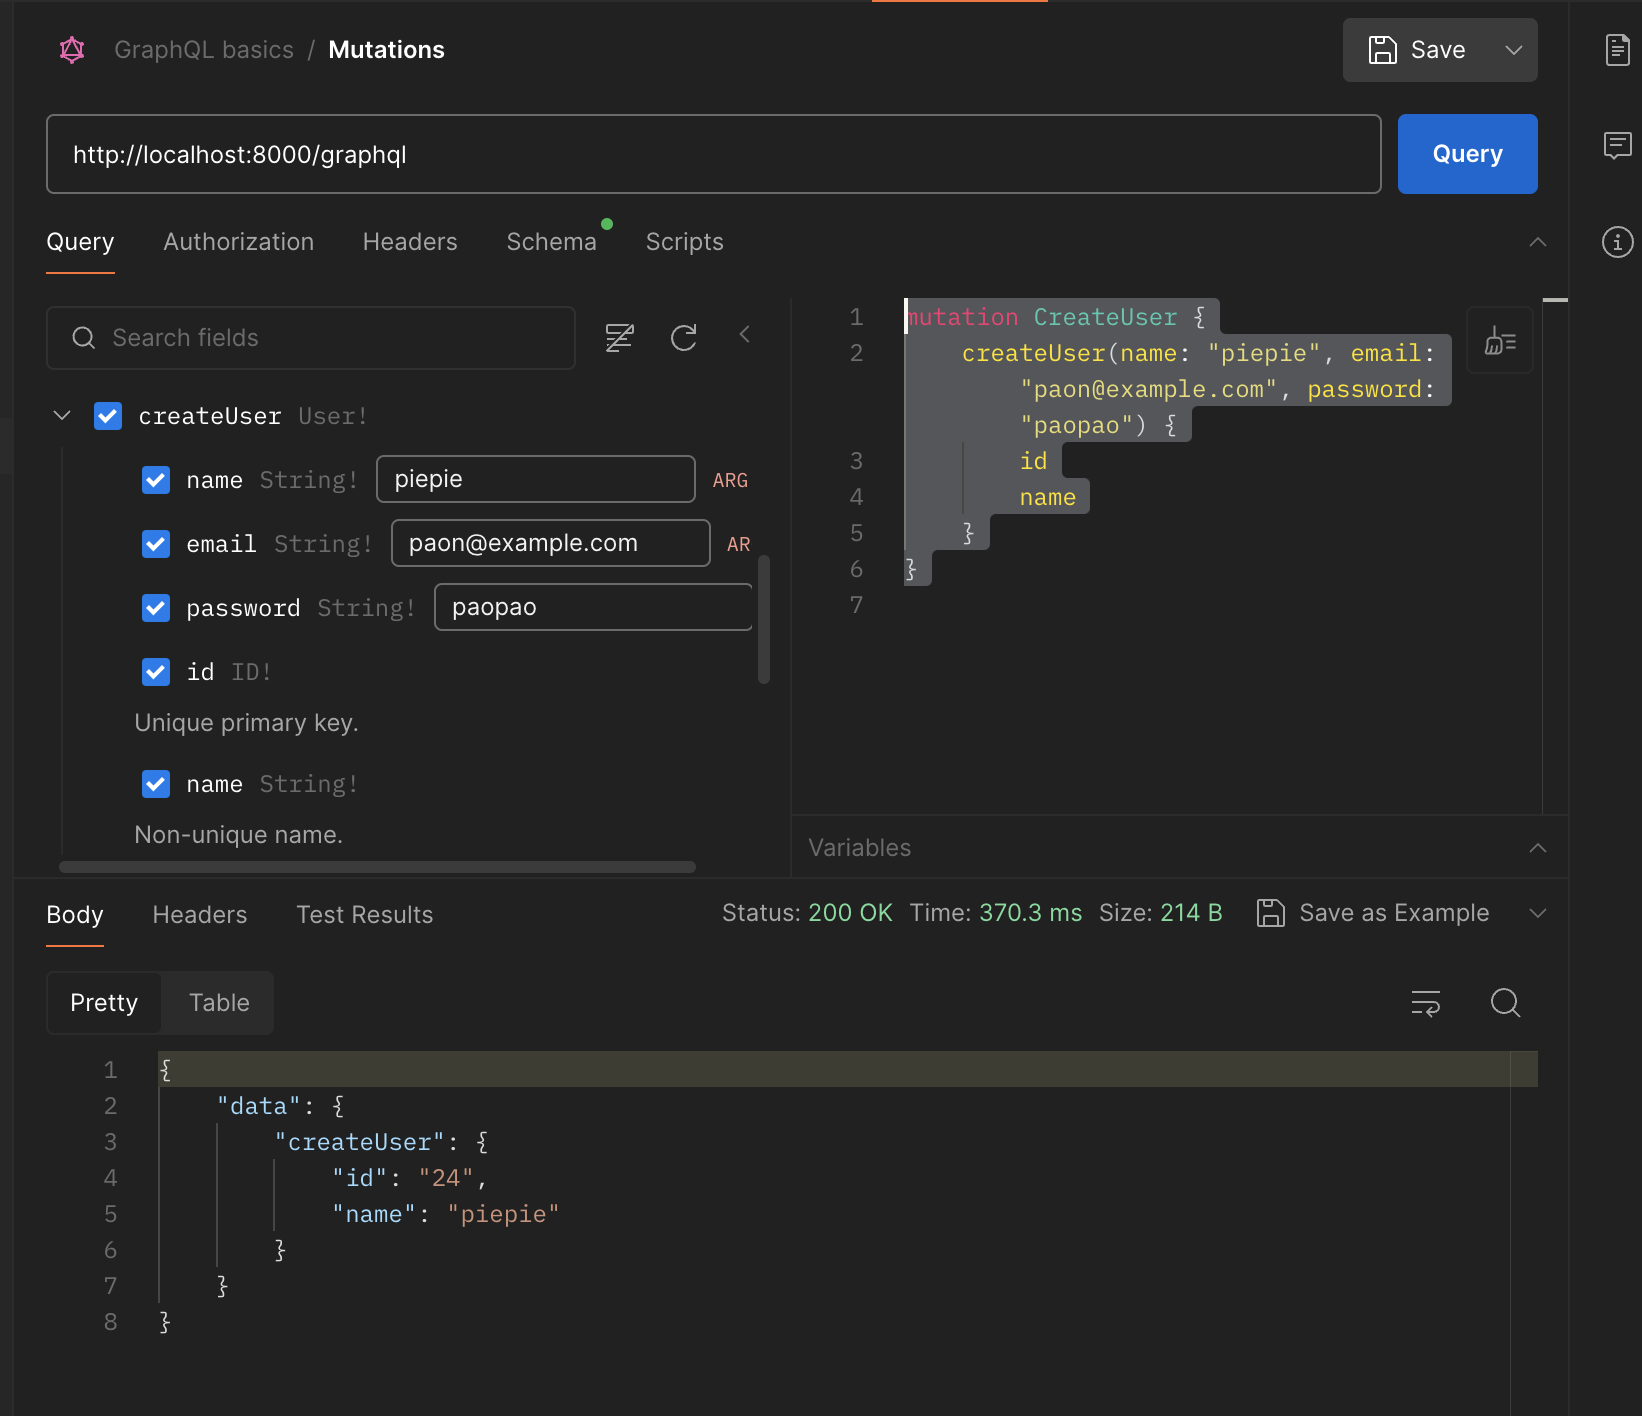 GraphQL basics / Mutations
Save
http://localhost:8000/graphql
Query
Query Authorization Headers Schema Scripts
Search fields
createUser User!
name String! piepie ARG
email String! paon@example.com AR
password String! paopao
id ID!
Unique primary key.
name String!
Non-unique name.
1 mutation CreateUser {
2 createUser(name: "piepie", email:
"paon@example.com", password:
"paopao") {
3 id
4 name
5 }
6 }
7
Variables
Body Headers Test Results
Status: 200 OK Time: 370.3 ms Size: 214 B Save as Example
Pretty Table
1 {
2 "data": {
3 "createUser": {
4 "id": "24",
5 "name": "piepie"
6 }
7 }
8 }